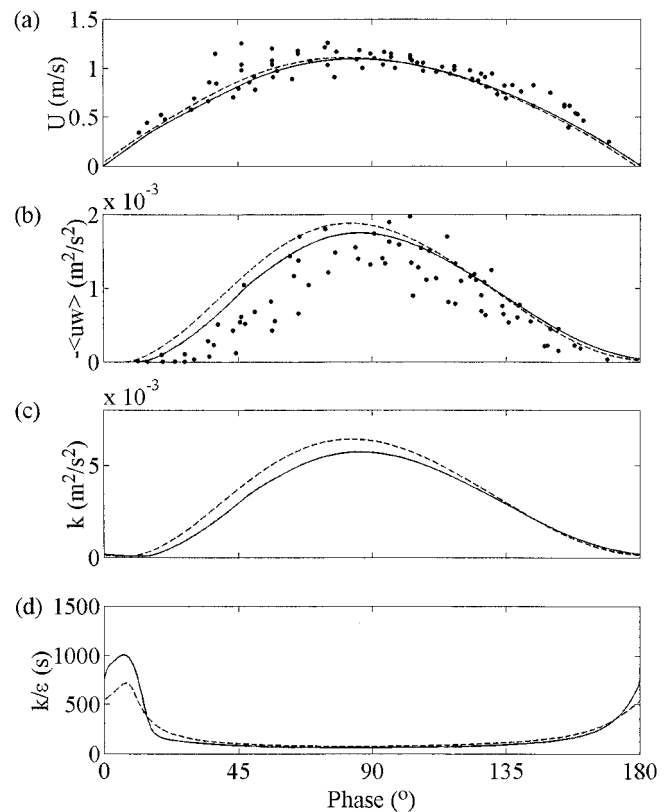 (a)
1.5
1
0.5
0
U (m/s)
x 10⁻³
(b)
2
1
0
-<uw> (m²/s²)
x 10⁻³
(c)
5
0
k (m²/s²)
(d)
1500
1000
500
0
k/ε (s)
0 45 90 135 180
Phase (°)